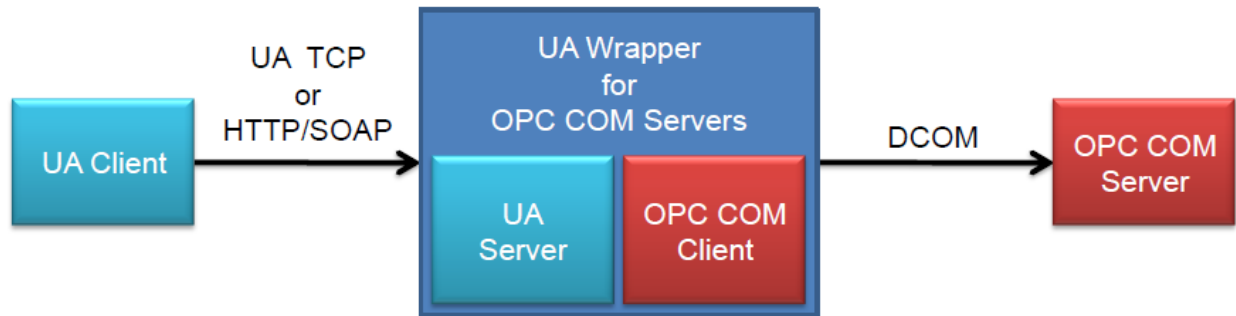 UA Client
UA TCP
or
HTTP/SOAP
UA Wrapper
for
OPC COM Servers
UA
Server
OPC COM
Client
DCOM
OPC COM
Server